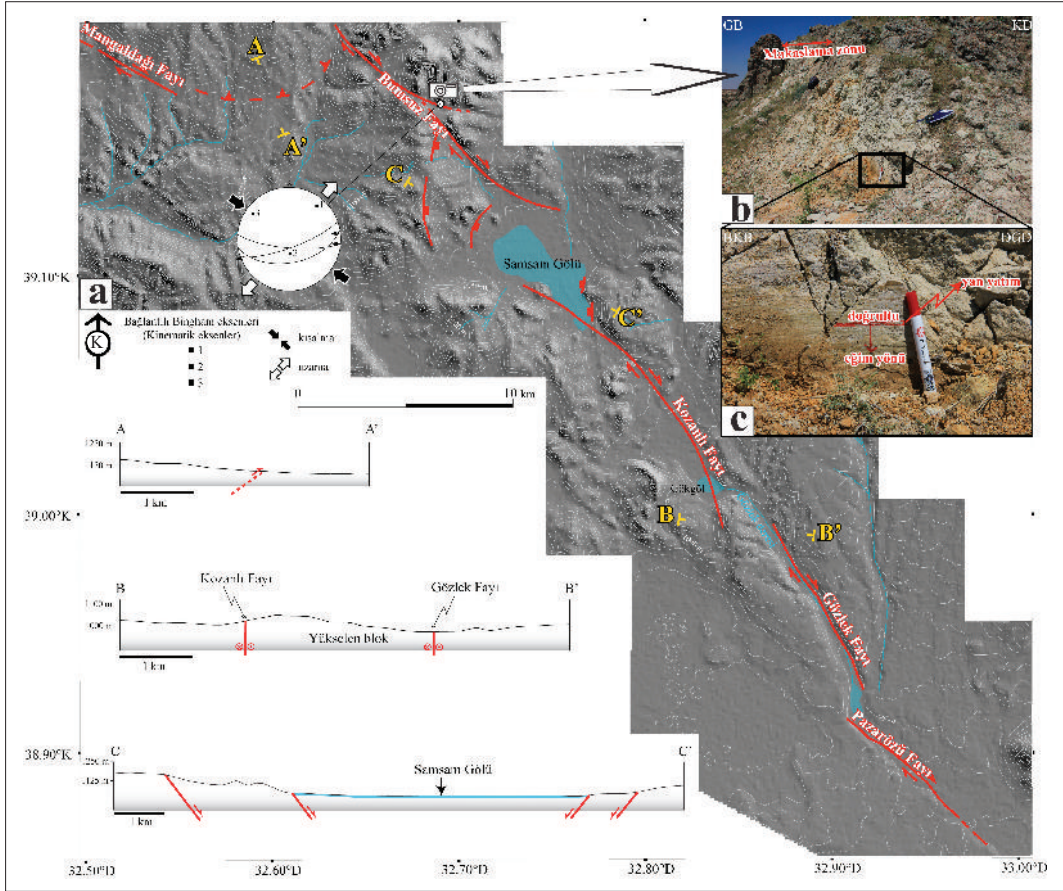 Mangaldağı Fayı
A
A'
Bumsuz Fayı
C
Samsam Gölü
C'
39.10°K
a
K
Bağlantılı Bingham eksenleri
(Kinematik eksenler)
1
2
3
kısalma
uzama
0
10 km
GB
KD
Makaslama zonu
b
BKB
DGD
yan yatım
doğrultu
eğim yönü
c
A
A'
1 km
Kozanlı Fayı
Gökgöl
39.00°K
B
B'
B
Kozanlı Fayı
Gözlek Fayı
B'
Yükselen blok
1 km
Gözlek Fayı
Pazarözü Fayı
38.90°K
C
Samsam Gölü
C'
1 km
32.50°D
32.60°D
32.70°D
32.80°D
32.90°D
33.00°D